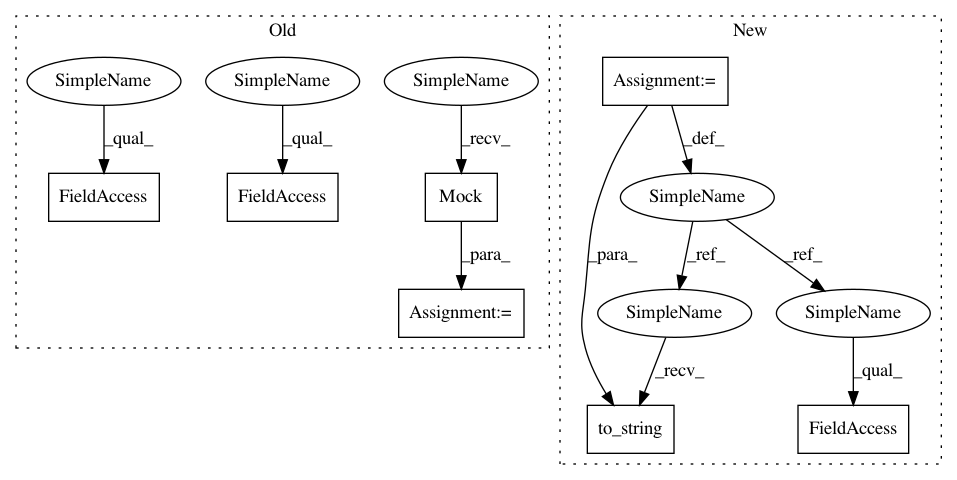 Old
New
SimpleName
SimpleName
SimpleName
Assignment:=
_qual_
_qual_
_recv_
_def_
FieldAccess
FieldAccess
Mock
SimpleName
_para_
_para_
_ref_
_ref_
Assignment:=
SimpleName
SimpleName
_recv_
_qual_
to_string
FieldAccess